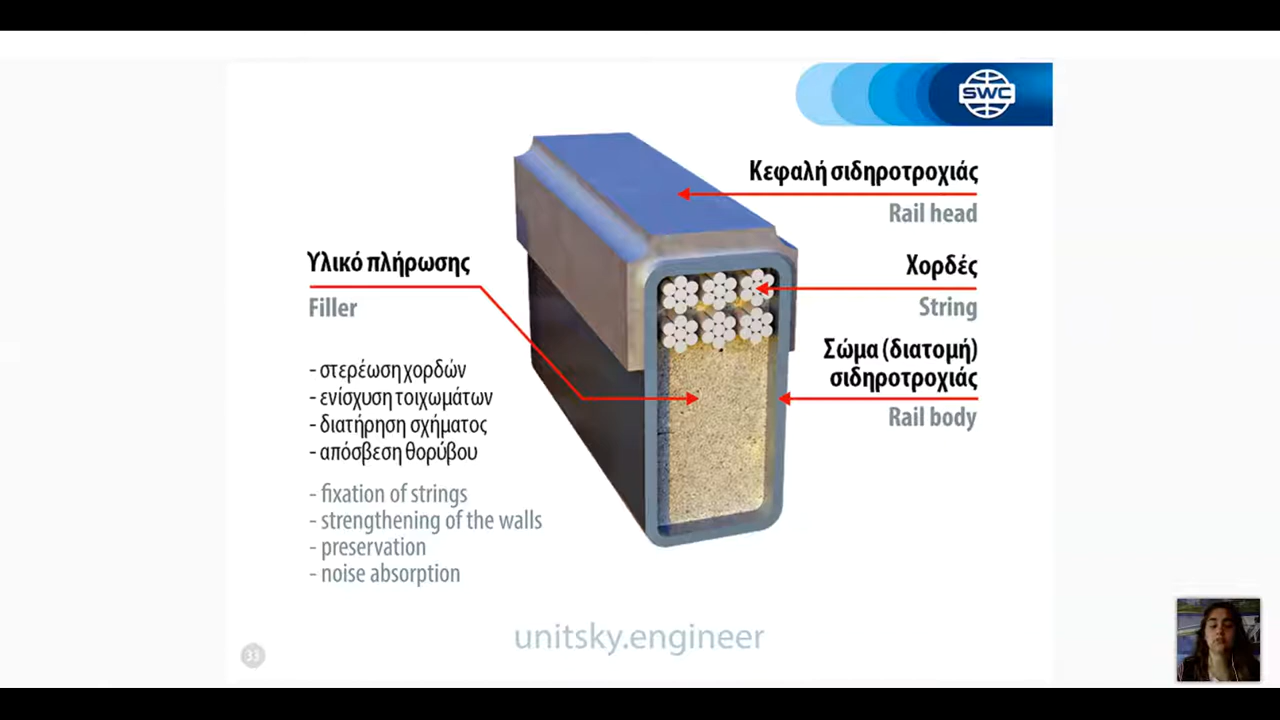 SWC
Κεφαλή σιδηροτροχιάς
Rail head
Υλικό πλήρωσης
Filler
Χορδές
String
Σώμα (διατομή)
σιδηροτροχιάς
Rail body
- στερέωση χορδών
- ενίσχυση τοιχωμάτων
- διατήρηση σχήματος
- απόσβεση θορύβου
- fixation of strings
- strengthening of the walls
- preservation
- noise absorption
unitsky.engineer
33